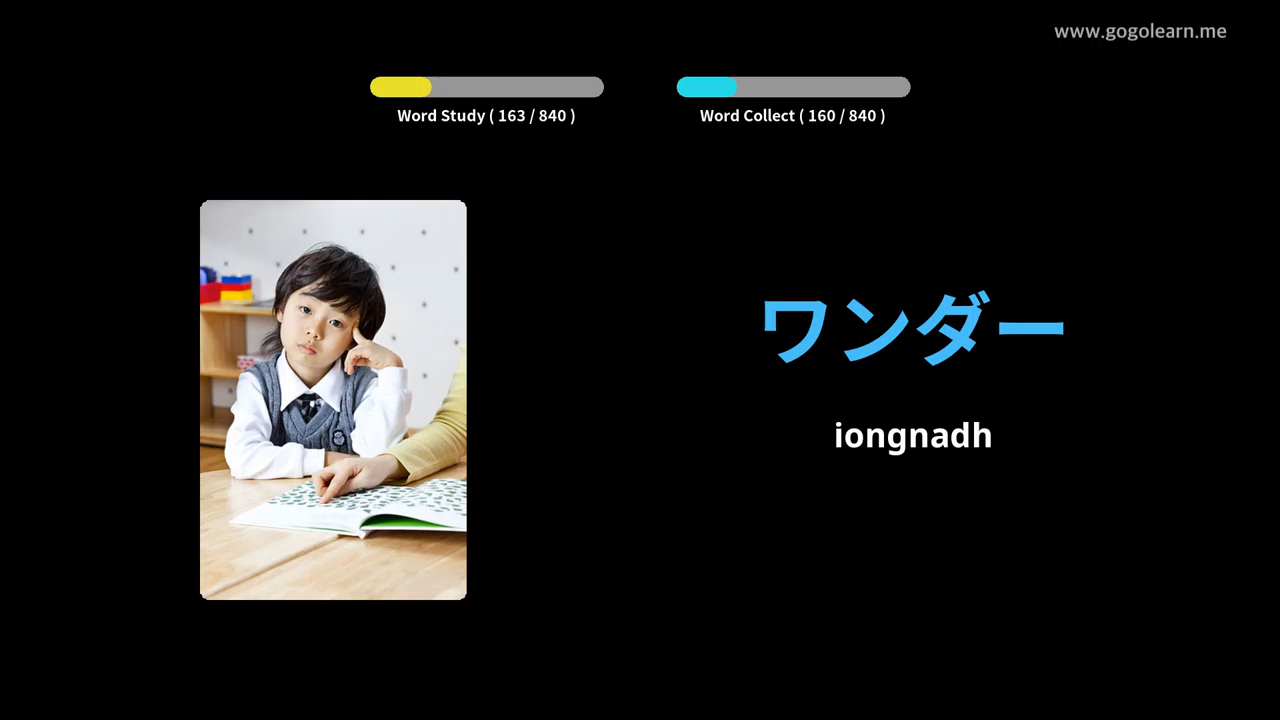 www.gogolearn.me
Word Study ( 163 / 840 )
Word Collect ( 160 / 840 )
ワンダー
iongnadh